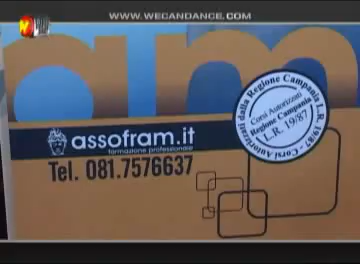 WWW.WECANDANCE.COM
am
assofram.it
formazione professionale
Tel. 081.7576637
Corsi Autorizzati dalla Regione Campania L.R. 19/87 -
Corsi Autorizzati
Regione Campania
L.R. 19/87